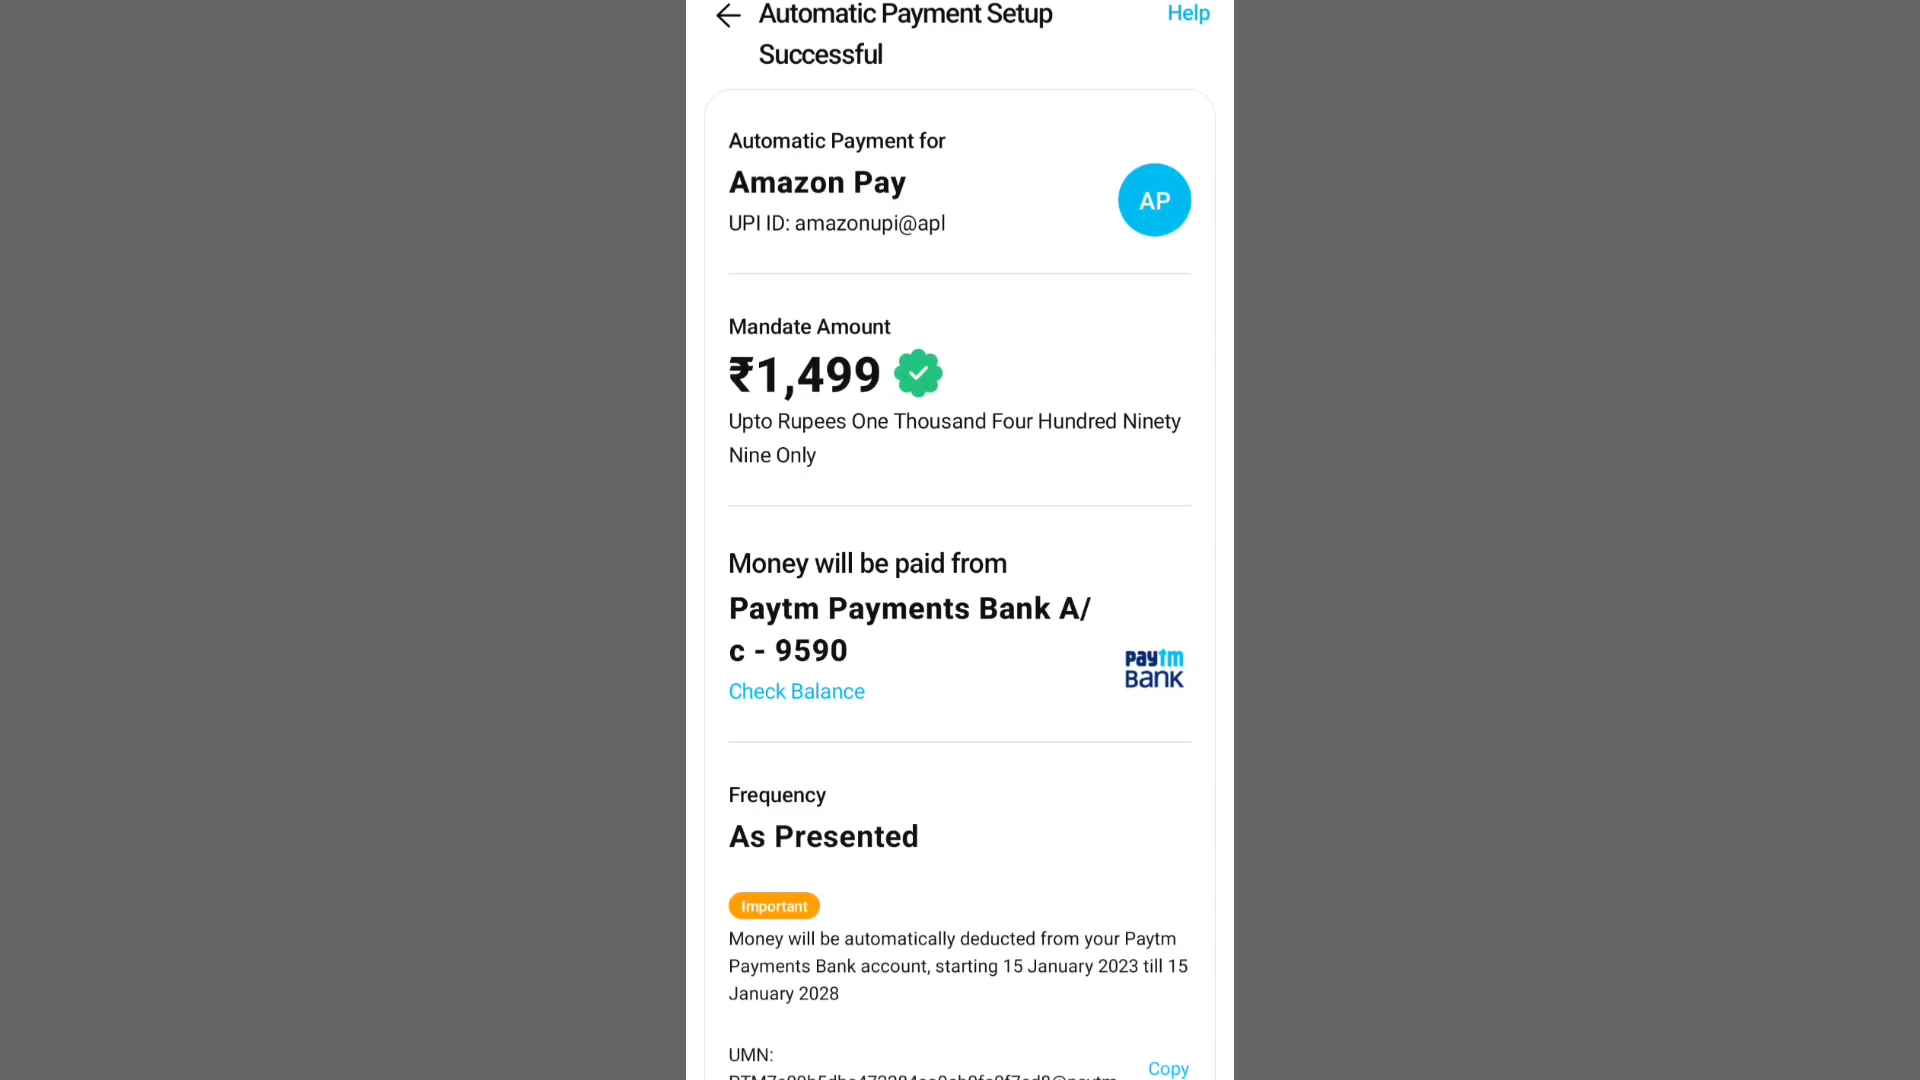 Automatic Payment Setup
Help
Successful
Automatic Payment for
Amazon Pay
AP
UPI ID: amazonupi@apl
Mandate Amount
₹1,499
Upto Rupees One Thousand Four Hundred Ninety
Nine Only
Money will be paid from
Paytm Payments Bank A/
c - 9590
paytm
BANK
Check Balance
Frequency
As Presented
Important
Money will be automatically deducted from your Paytm
Payments Bank account, starting 15 January 2023 till 15
January 2028
UMN:
Copy